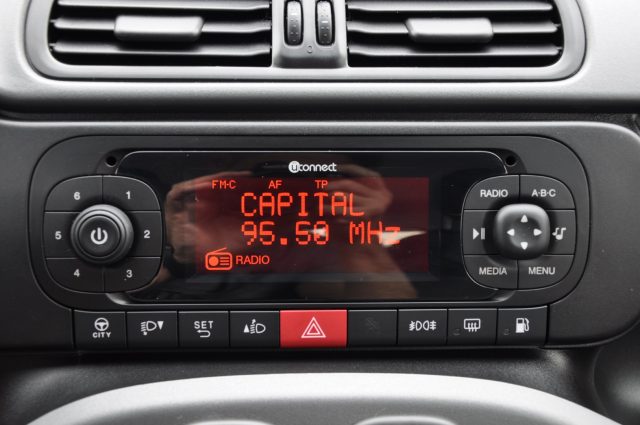 uconnect
FM-C AF TP
CAPITAL
95.50 MHz
RADIO
6 1
5 2
4 3
RADIO A·B·C
MEDIA MENU
0
CITY
SET